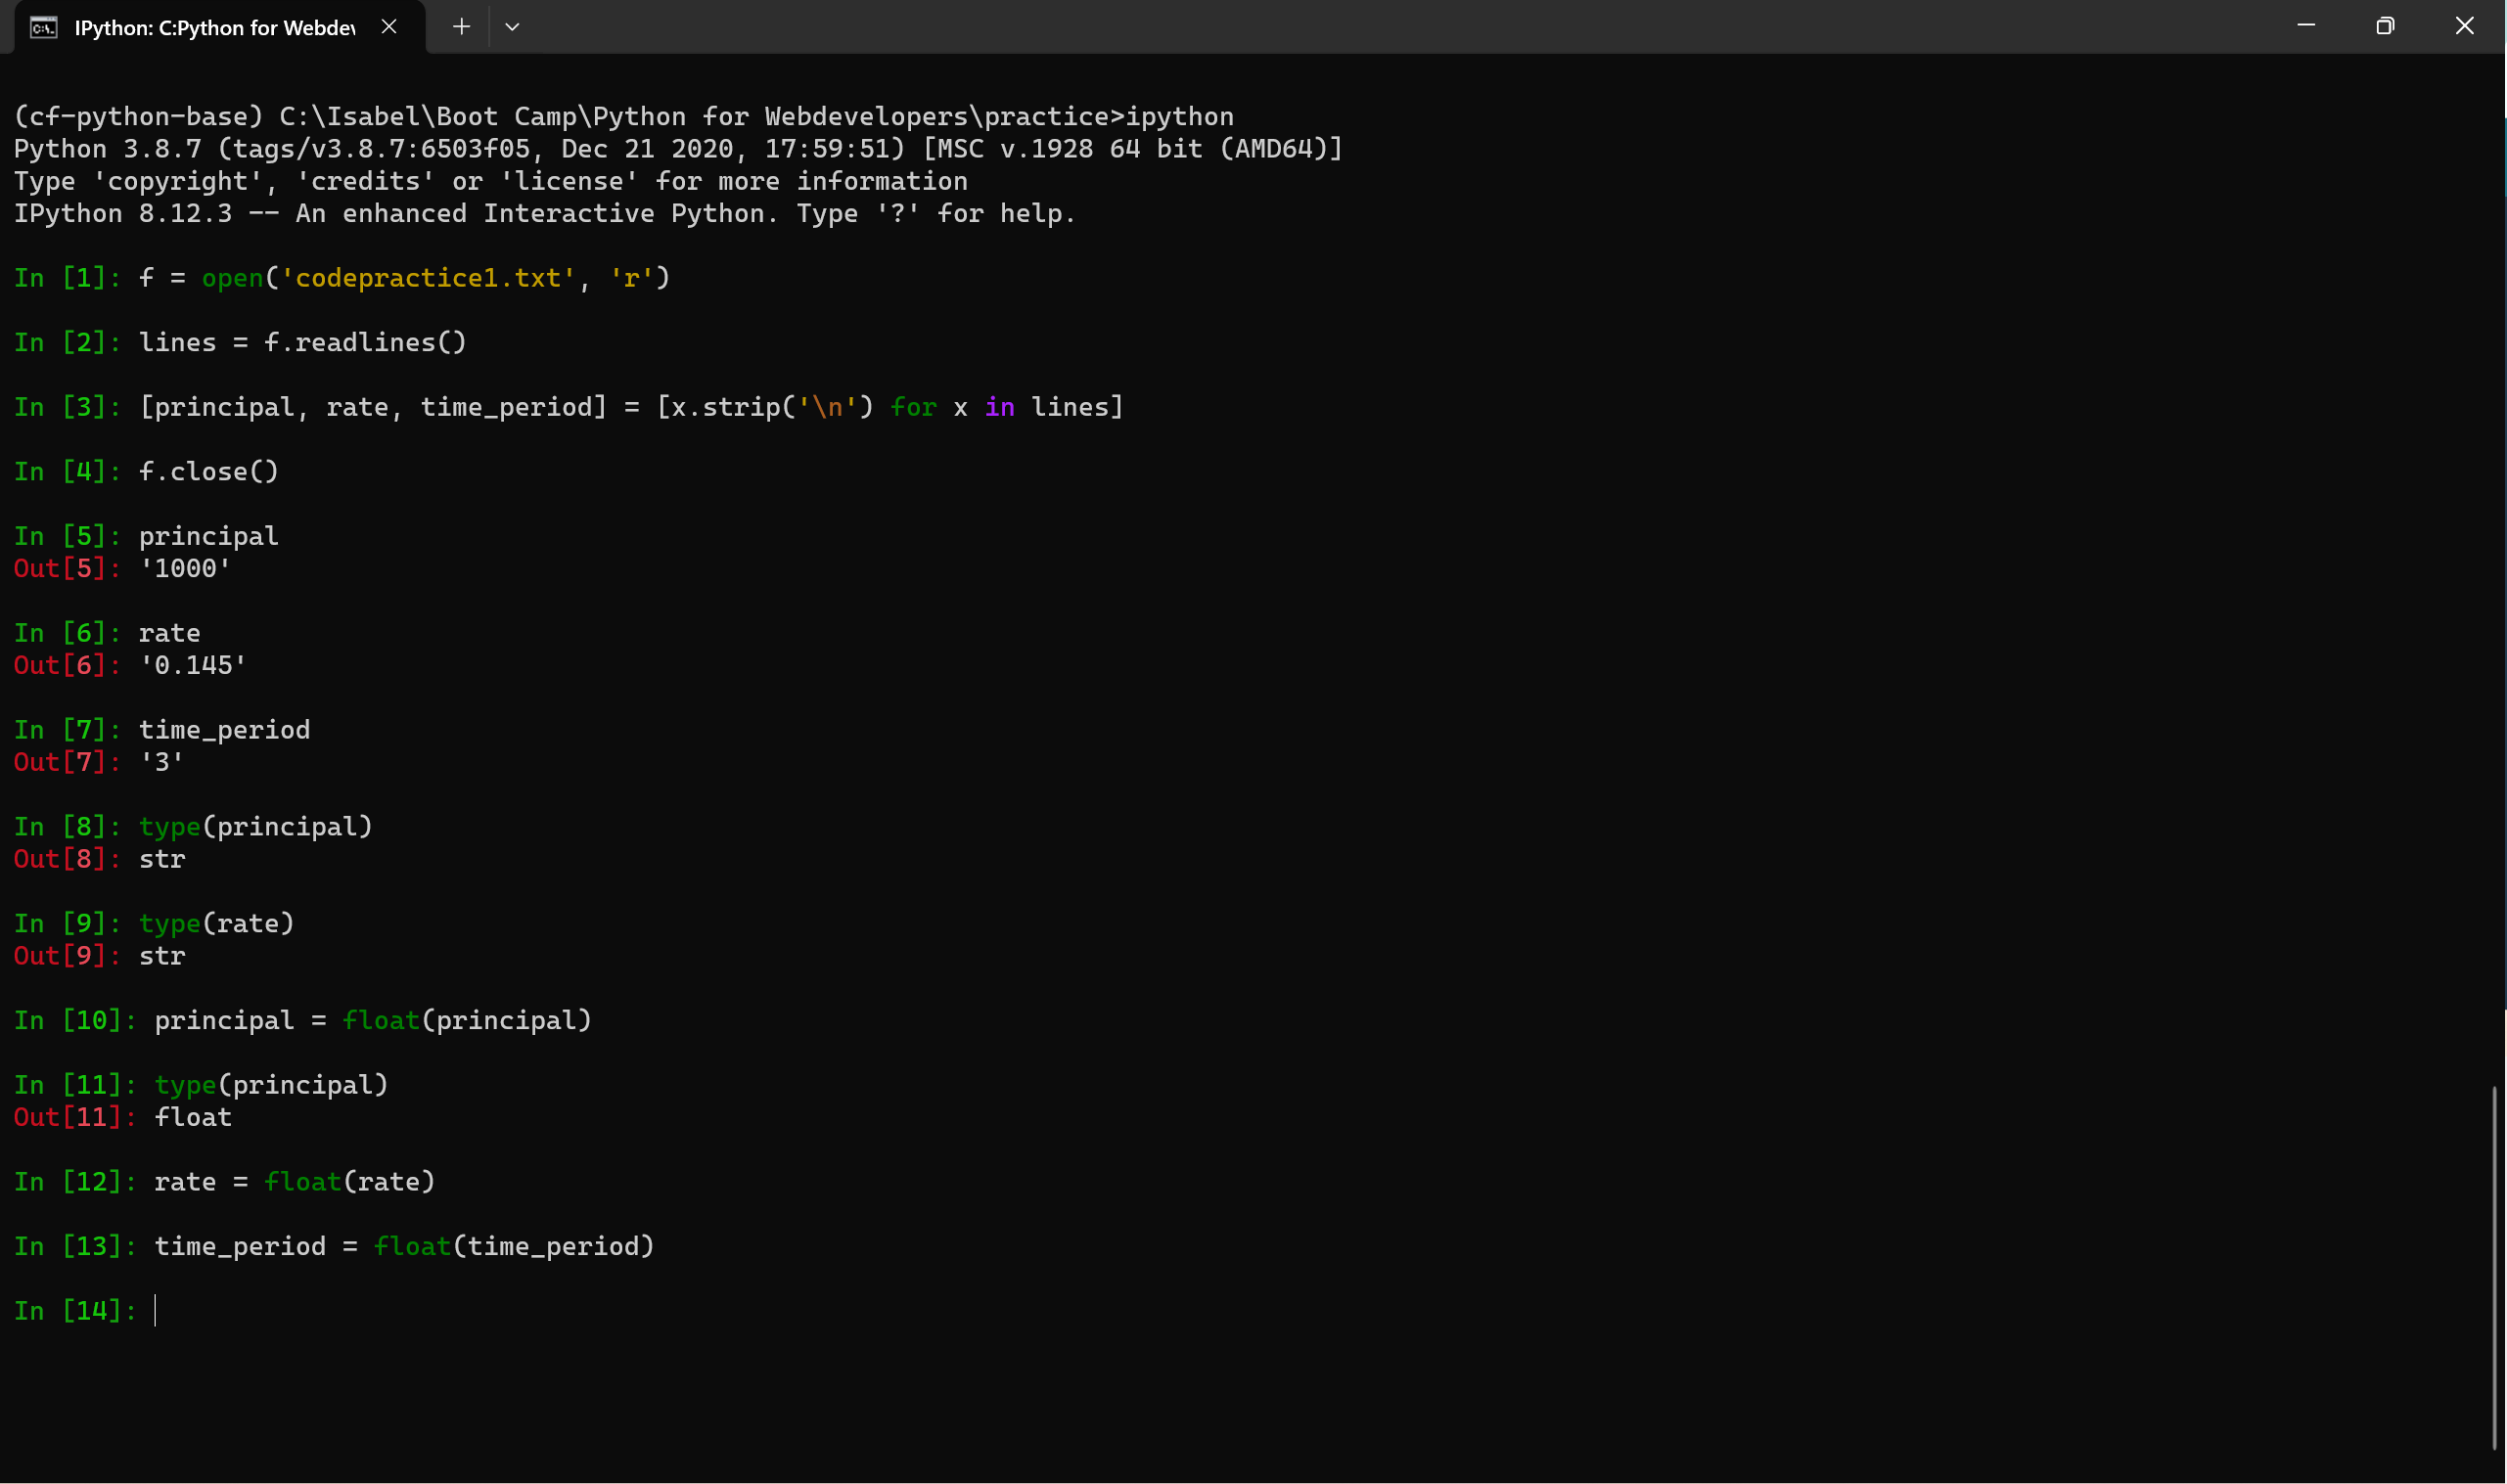 IPython: C:Python for Webdev
(cf-python-base) C:\Isabel\Boot Camp\Python for Webdevelopers\practice>ipython
Python 3.8.7 (tags/v3.8.7:6503f05, Dec 21 2020, 17:59:51) [MSC v.1928 64 bit (AMD64)]
Type 'copyright', 'credits' or 'license' for more information
IPython 8.12.3 -- An enhanced Interactive Python. Type '?' for help.
In [1]: f = open('codepractice1.txt', 'r')
In [2]: lines = f.readlines()
In [3]: [principal, rate, time_period] = [x.strip('\n') for x in lines]
In [4]: f.close()
In [5]: principal
Out[5]: '1000'
In [6]: rate
Out[6]: '0.145'
In [7]: time_period
Out[7]: '3'
In [8]: type(principal)
Out[8]: str
In [9]: type(rate)
Out[9]: str
In [10]: principal = float(principal)
In [11]: type(principal)
Out[11]: float
In [12]: rate = float(rate)
In [13]: time_period = float(time_period)
In [14]: